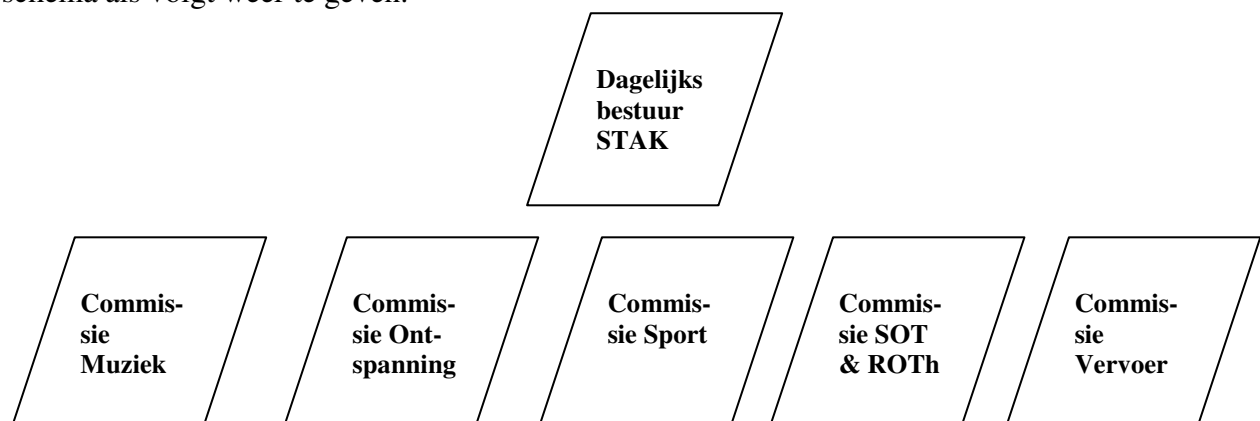 schema als volgt weer te geven:
Dagelijks
bestuur
STAK
Commis-
sie
Muziek
Commis-
sie Ont-
spanning
Commis-
sie Sport
Commis-
sie SOT
& ROTh
Commis-
sie
Vervoer